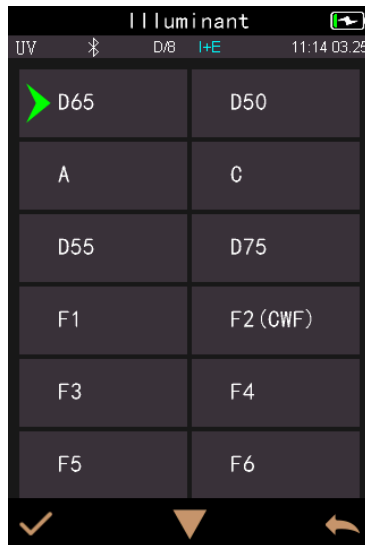 Illuminant
UV D/8 I+E 11:14 03.25
D65 D50
A C
D55 D75
F1 F2(CWF)
F3 F4
F5 F6